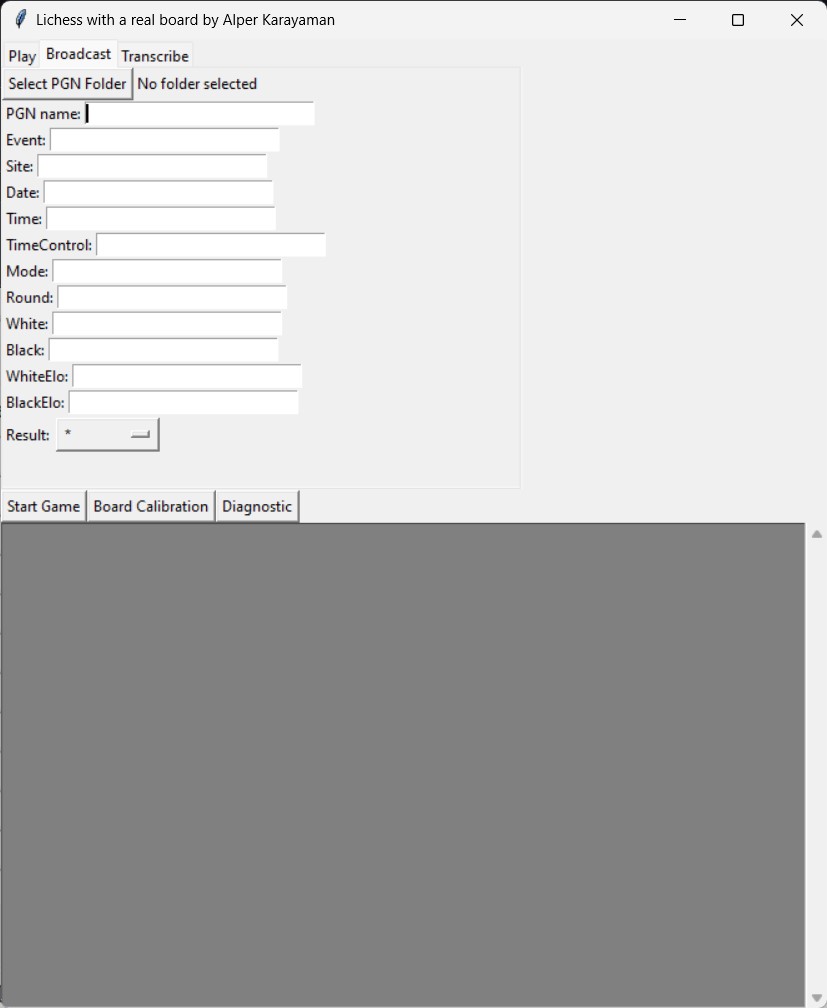 Lichess with a real board by Alper Karayaman
Play Broadcast Transcribe
Select PGN Folder No folder selected
PGN name:
Event:
Site:
Date:
Time:
TimeControl:
Mode:
Round:
White:
Black:
WhiteElo:
BlackElo:
Result: *
Start Game Board Calibration Diagnostic